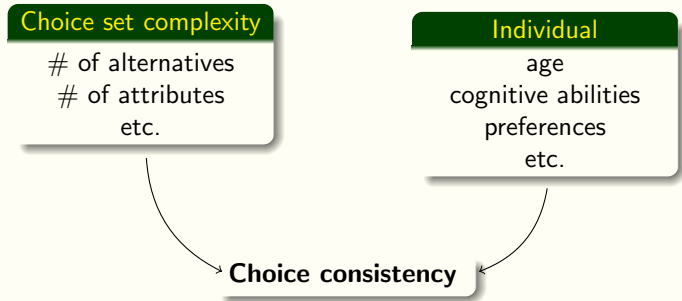 Choice set complexity
# of alternatives
# of attributes
etc.
Individual
age
cognitive abilities
preferences
etc.
Choice consistency